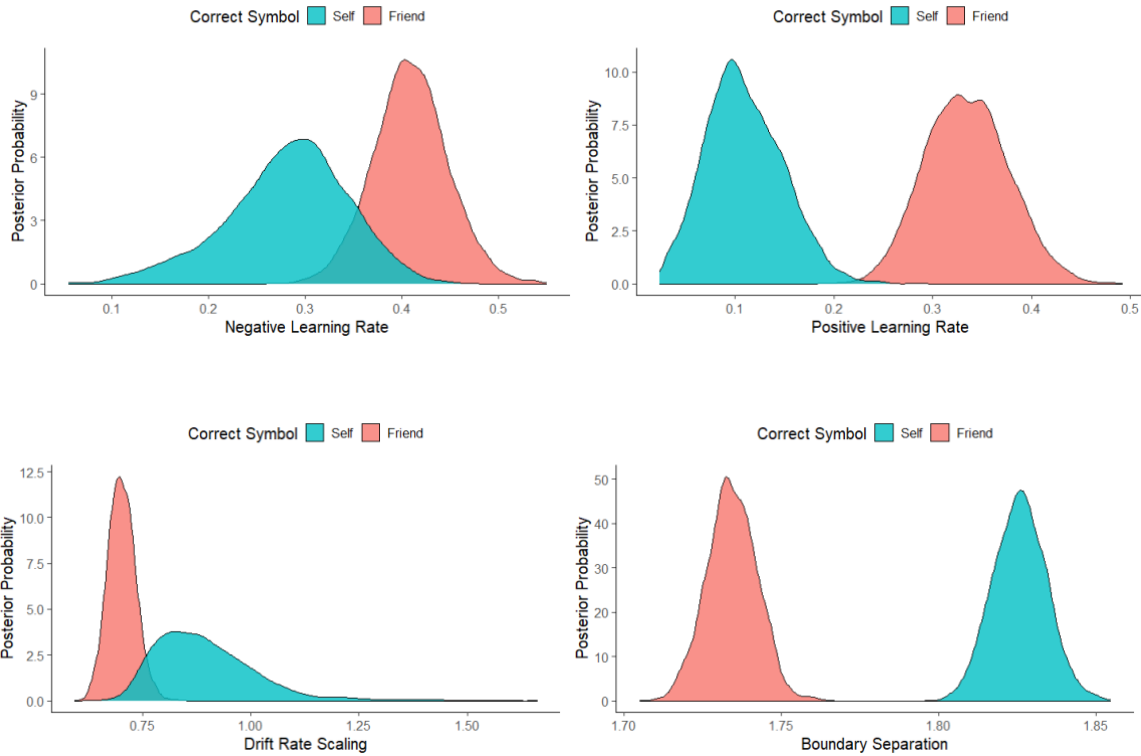 Correct Symbol Self Friend
Posterior Probability
9
6
3
0
0.1 0.2 0.3 0.4 0.5
Negative Learning Rate
Correct Symbol Self Friend
Posterior Probability
10.0
7.5
5.0
2.5
0.0
0.1 0.2 0.3 0.4 0.5
Positive Learning Rate
Correct Symbol Self Friend
Posterior Probability
12.5
10.0
7.5
5.0
2.5
0.0
0.75 1.00 1.25 1.50
Drift Rate Scaling
Correct Symbol Self Friend
Posterior Probability
50
40
30
20
10
0
1.70 1.75 1.80 1.85
Boundary Separation